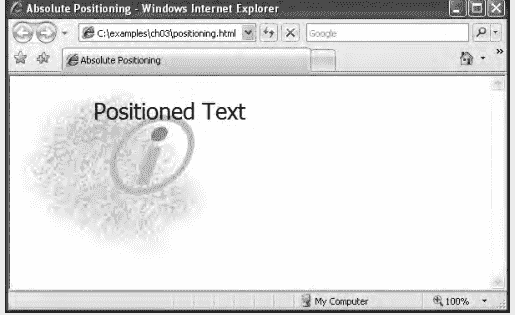 Absolute Positioning - Windows Internet Explorer
C:\examples\ch03\positioning.html
Google
Absolute Positioning
Positioned Text
i
My Computer
100%